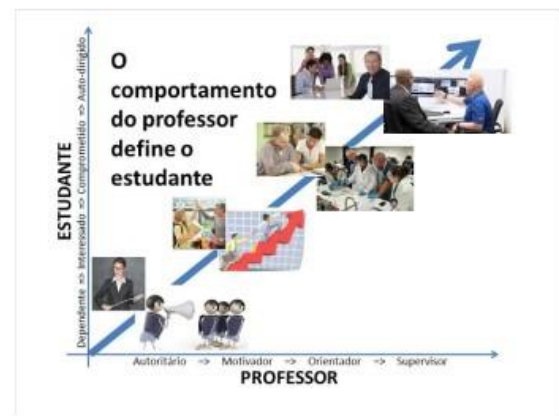 O
comportamento
do professor
define o
estudante
ESTUDANTE
Dependente => Interessado => Comprometido => Auto-dirigido
Autoritário => Motivador => Orientador => Supervisor
PROFESSOR